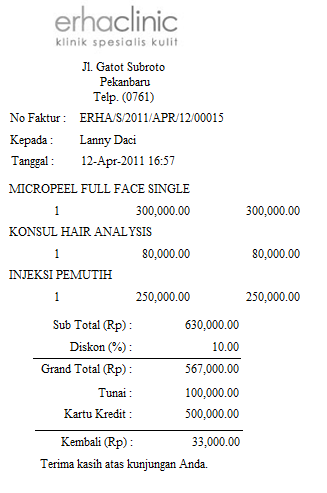 erhaclinic
klinik spesialis kulit
Jl. Gatot Subroto
Pekanbaru
Telp. (0761)
No Faktur : ERHA/S/2011/APR/12/00015
Kepada : Lanny Daci
Tanggal : 12-Apr-2011 16:57
MICROPEEL FULL FACE SINGLE
1 300,000.00 300,000.00
KONSUL HAIR ANALYSIS
1 80,000.00 80,000.00
INJEKSI PEMUTIH
1 250,000.00 250,000.00
Sub Total (Rp) : 630,000.00
Diskon (%) : 10.00
Grand Total (Rp) : 567,000.00
Tunai : 100,000.00
Kartu Kredit : 500,000.00
Kembali (Rp) : 33,000.00
Terima kasih atas kunjungan Anda.